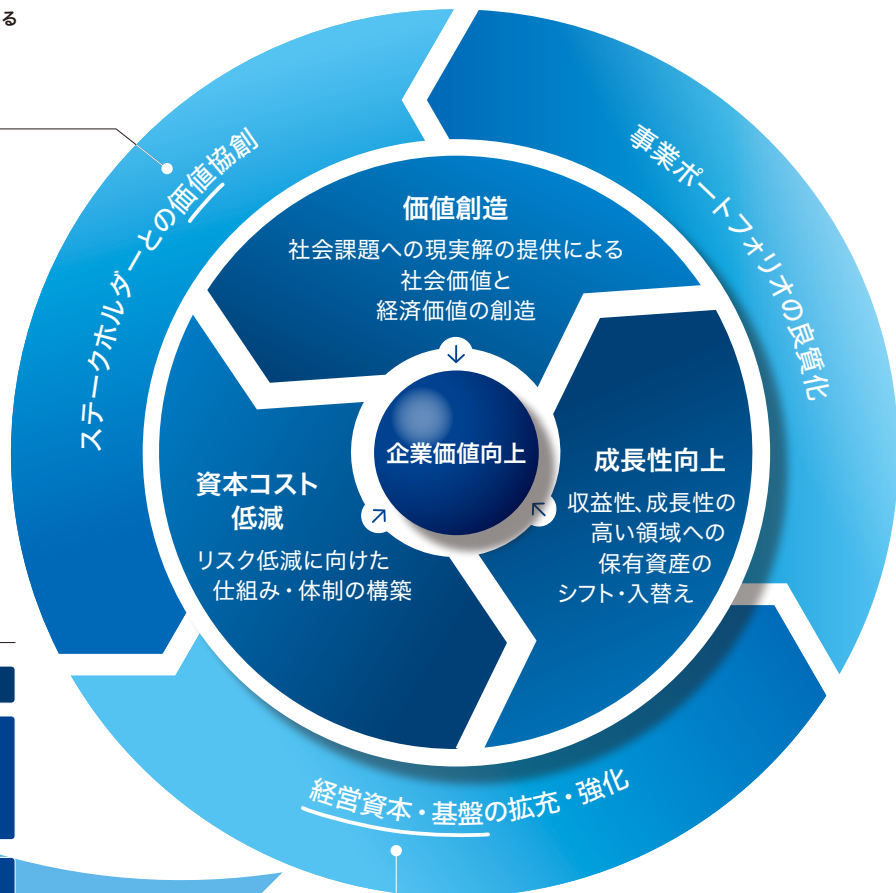 る
ステークホルダーとの価値協創
事業ポートフォリオの良質化
価値創造
社会課題への現実解の提供による
社会価値と
経済価値の創造
企業価値向上
資本コスト
低減
リスク低減に向けた
仕組み・体制の構築
成長性向上
収益性、成長性の
高い領域への
保有資産の
シフト・入替え
経営資本・基盤の拡充・強化